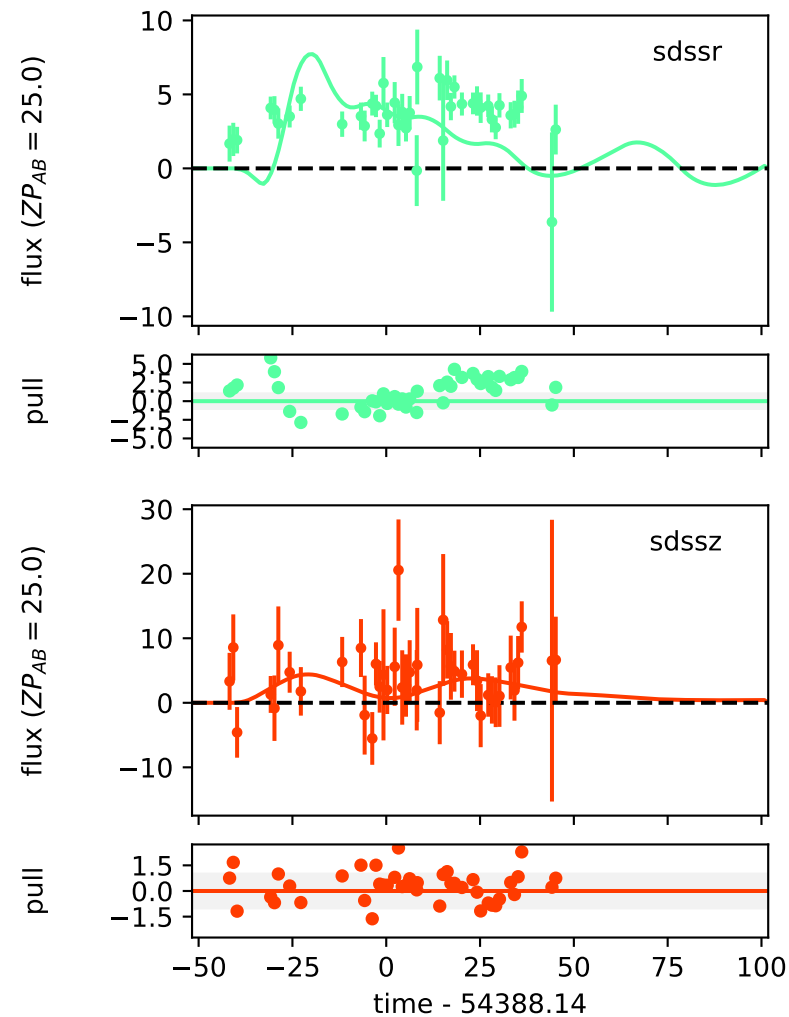 10
sdssr
5
0
−5
−10
flux (ZP_AB = 25.0)
5.0
2.5
0.0
−2.5
−5.0
pull
30
sdssz
20
10
0
−10
flux (ZP_AB = 25.0)
1.5
0.0
−1.5
pull
−50 −25 0 25 50 75 100
time - 54388.14